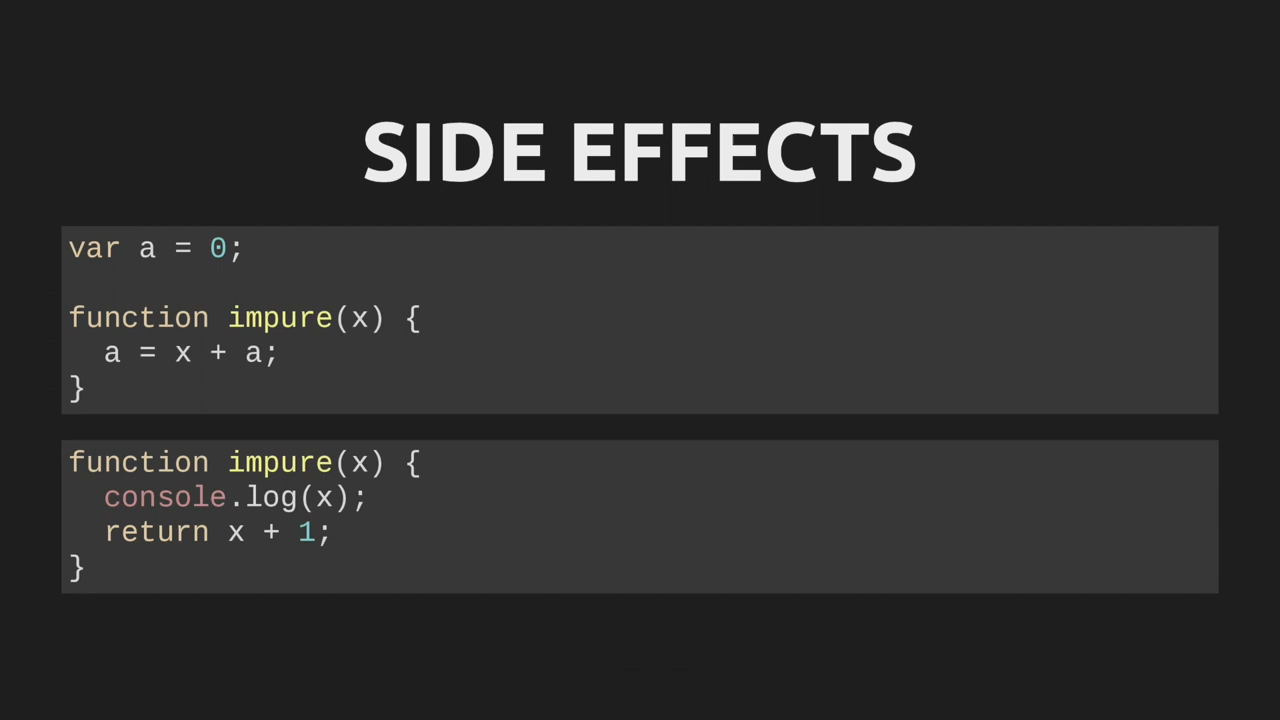 SIDE EFFECTS
var a = 0;
function impure(x) {
  a = x + a;
}
function impure(x) {
  console.log(x);
  return x + 1;
}